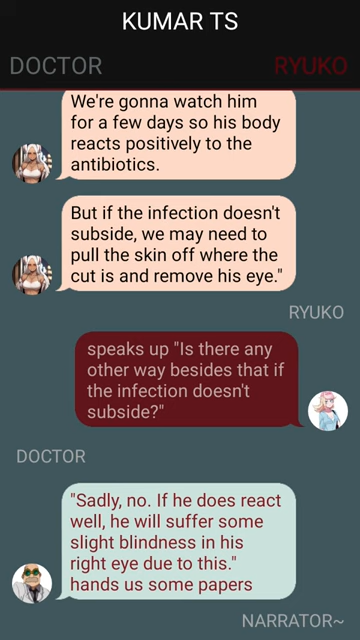 KUMAR TS
DOCTOR
RYUKO
We're gonna watch him
for a few days so his body
reacts positively to the
antibiotics.
But if the infection doesn't
subside, we may need to
pull the skin off where the
cut is and remove his eye."
RYUKO
speaks up "Is there any
other way besides that if
the infection doesn't
subside?"
DOCTOR
"Sadly, no. If he does react
well, he will suffer some
slight blindness in his
right eye due to this."
hands us some papers
NARRATOR~